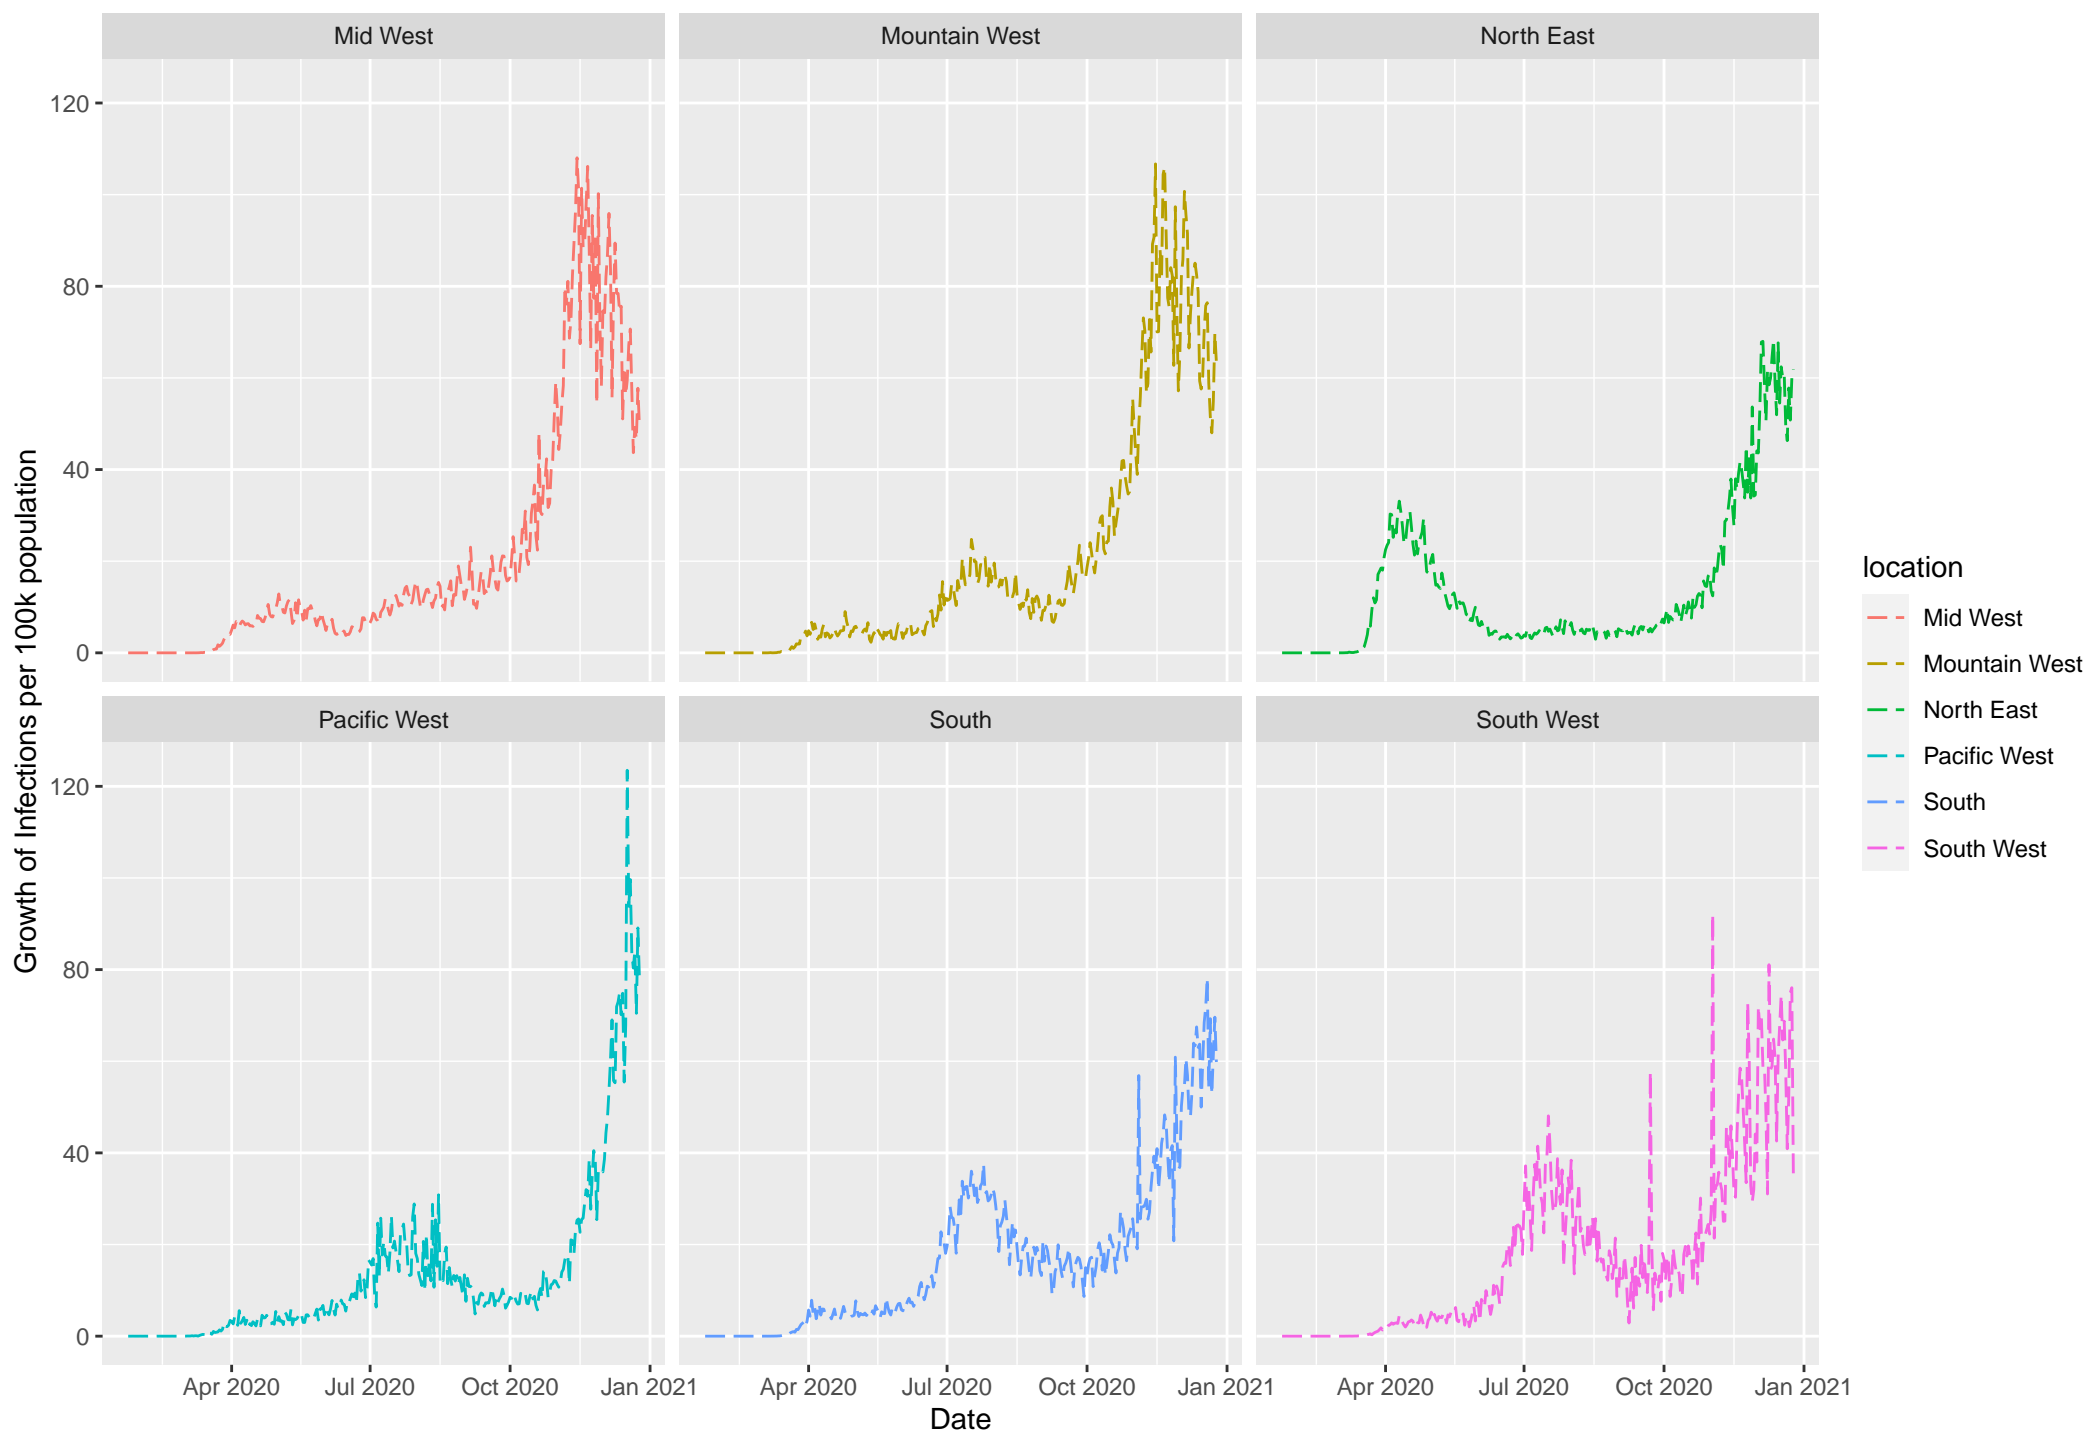 Mid West
Mountain West
North East
120
80
40
0
Pacific West
South
South West
120
80
40
0
Apr 2020
Jul 2020
Oct 2020
Jan 2021
Apr 2020
Jul 2020
Oct 2020
Jan 2021
Apr 2020
Jul 2020
Oct 2020
Jan 2021
Date
Growth of Infections per 100k population
location
Mid West
Mountain West
North East
Pacific West
South
South West